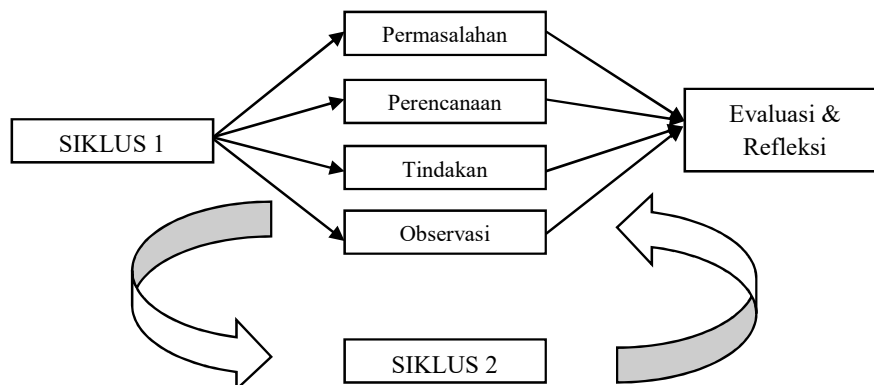 Permasalahan
Perencanaan
SIKLUS 1
Tindakan
Observasi
Evaluasi &
Refleksi
SIKLUS 2